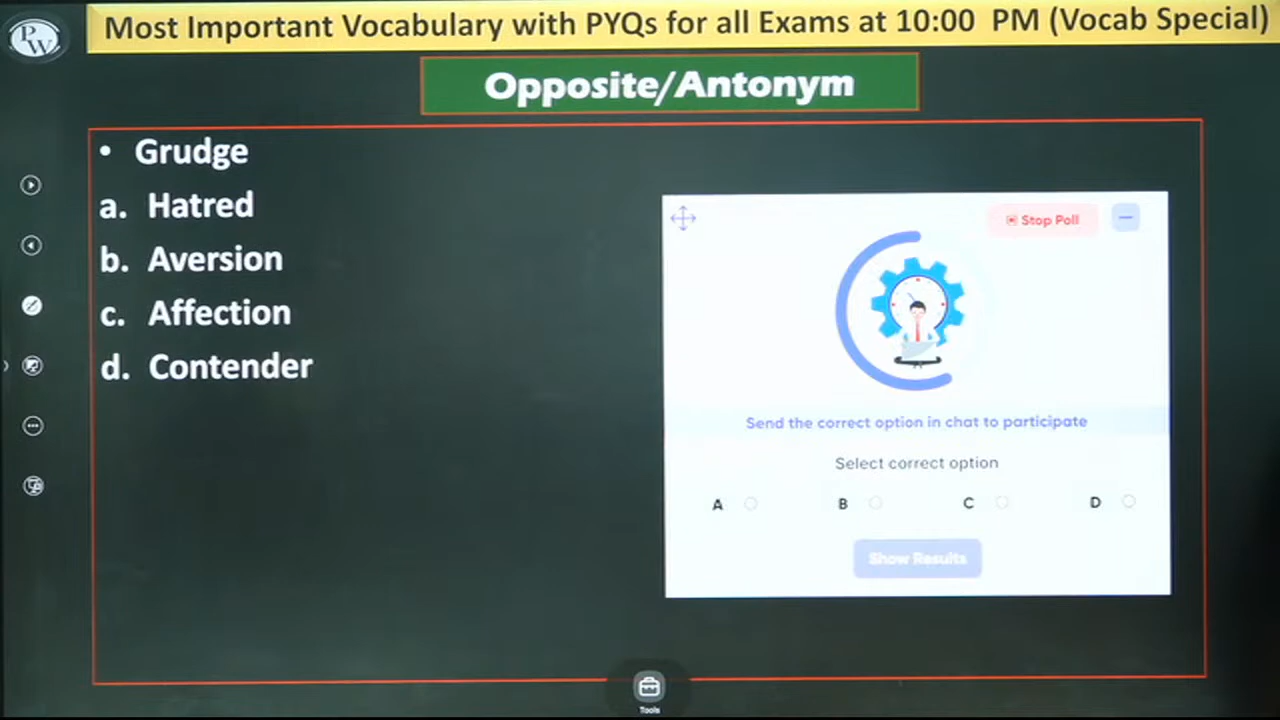 PW
Most Important Vocabulary with PYQs for all Exams at 10:00 PM (Vocab Special)
Opposite/Antonym
• Grudge
a. Hatred
b. Aversion
c. Affection
d. Contender
Stop Poll
Send the correct option in chat to participate
Select correct option
A B C D
Show Results
Tools